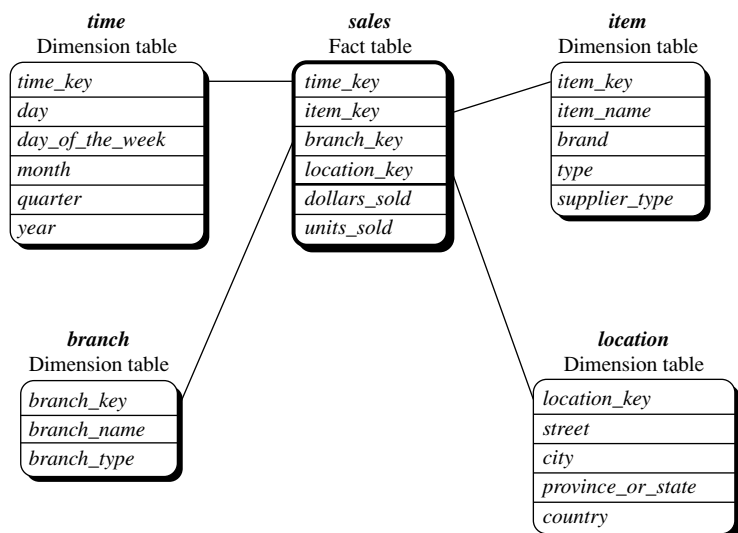 time
Dimension table
time_key
day
day_of_the_week
month
quarter
year
sales
Fact table
time_key
item_key
branch_key
location_key
dollars_sold
units_sold
item
Dimension table
item_key
item_name
brand
type
supplier_type
branch
Dimension table
branch_key
branch_name
branch_type
location
Dimension table
location_key
street
city
province_or_state
country